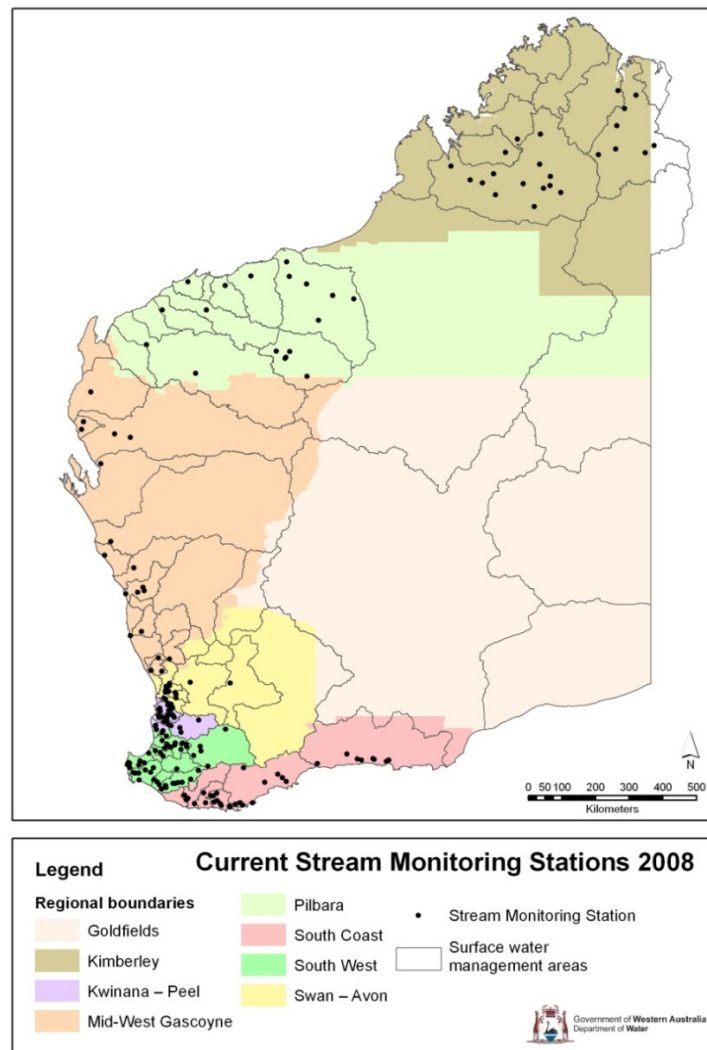 N
0 50 100 200 300 400 500
Kilometers
Legend
Current Stream Monitoring Stations 2008
Regional boundaries
Goldfields
Kimberley
Kwinana – Peel
Mid-West Gascoyne
Pilbara
South Coast
South West
Swan – Avon
Stream Monitoring Station
Surface water
management areas
Government of Western Australia
Department of Water